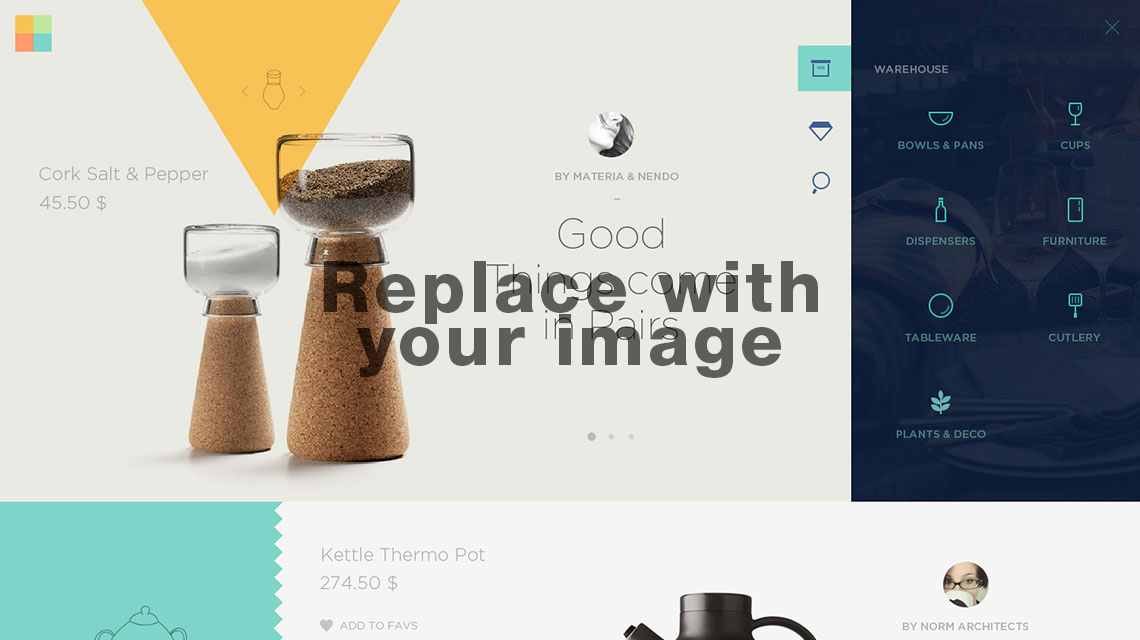 Cork Salt & Pepper
45.50 $
BY MATERIA & NENDO
Good
Things come
in Pairs
Replace with
your image
WAREHOUSE
BOWLS & PANS
CUPS
DISPENSERS
FURNITURE
TABLEWARE
CUTLERY
PLANTS & DECO
Kettle Thermo Pot
274.50 $
ADD TO FAVS
BY NORM ARCHITECTS